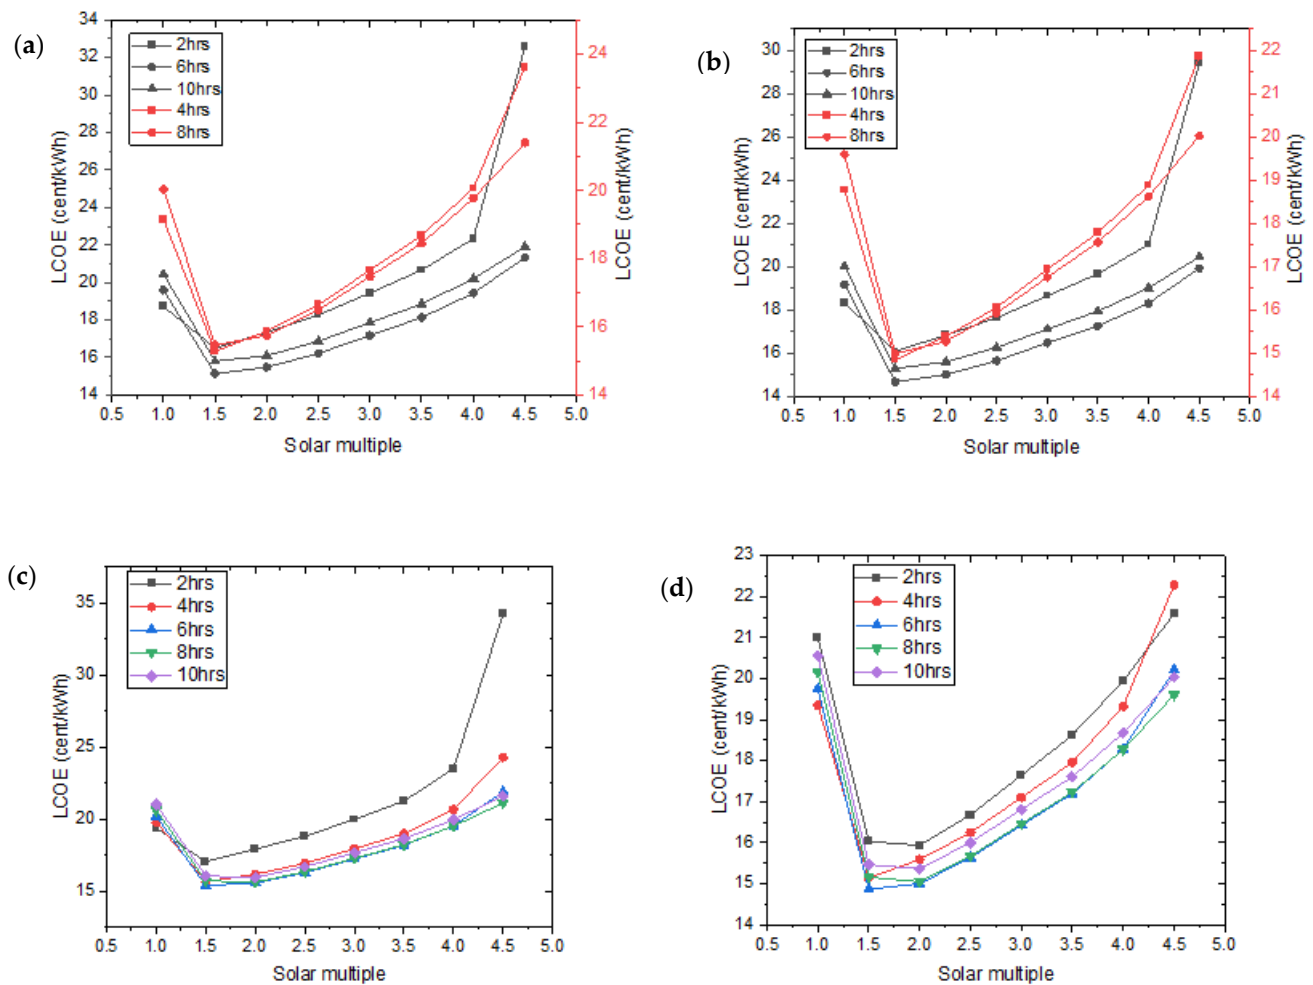 (a)
LCOE (cent/kWh)
34
32
30
28
26
24
22
20
18
16
14
2hrs
6hrs
10hrs
4hrs
8hrs
24
22
20
18
16
14
LCOE (cent/kWh)
0.5 1.0 1.5 2.0 2.5 3.0 3.5 4.0 4.5 5.0
Solar multiple
(b)
LCOE (cent/kWh)
30
28
26
24
22
20
18
16
14
2hrs
6hrs
10hrs
4hrs
8hrs
22
21
20
19
18
17
16
15
14
LCOE (cent/kWh)
0.5 1.0 1.5 2.0 2.5 3.0 3.5 4.0 4.5 5.0
Solar multiple
(c)
LCOE (cent/kWh)
35
30
25
20
15
2hrs
4hrs
6hrs
8hrs
10hrs
0.5 1.0 1.5 2.0 2.5 3.0 3.5 4.0 4.5 5.0
Solar multiple
(d)
LCOE (cent/kWh)
23
22
21
20
19
18
17
16
15
14
2hrs
4hrs
6hrs
8hrs
10hrs
0.5 1.0 1.5 2.0 2.5 3.0 3.5 4.0 4.5 5.0
Solar multiple